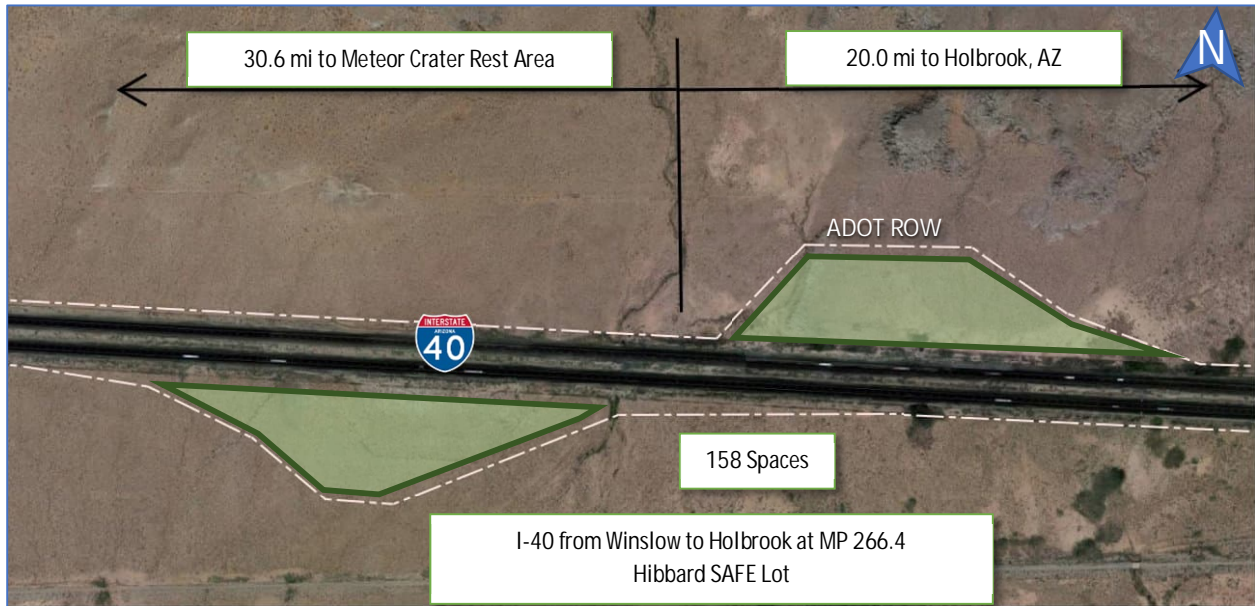 30.6 mi to Meteor Crater Rest Area
20.0 mi to Holbrook, AZ
N
ADOT ROW
INTERSTATE
ARIZONA
40
158 Spaces
I-40 from Winslow to Holbrook at MP 266.4
Hibbard SAFE Lot